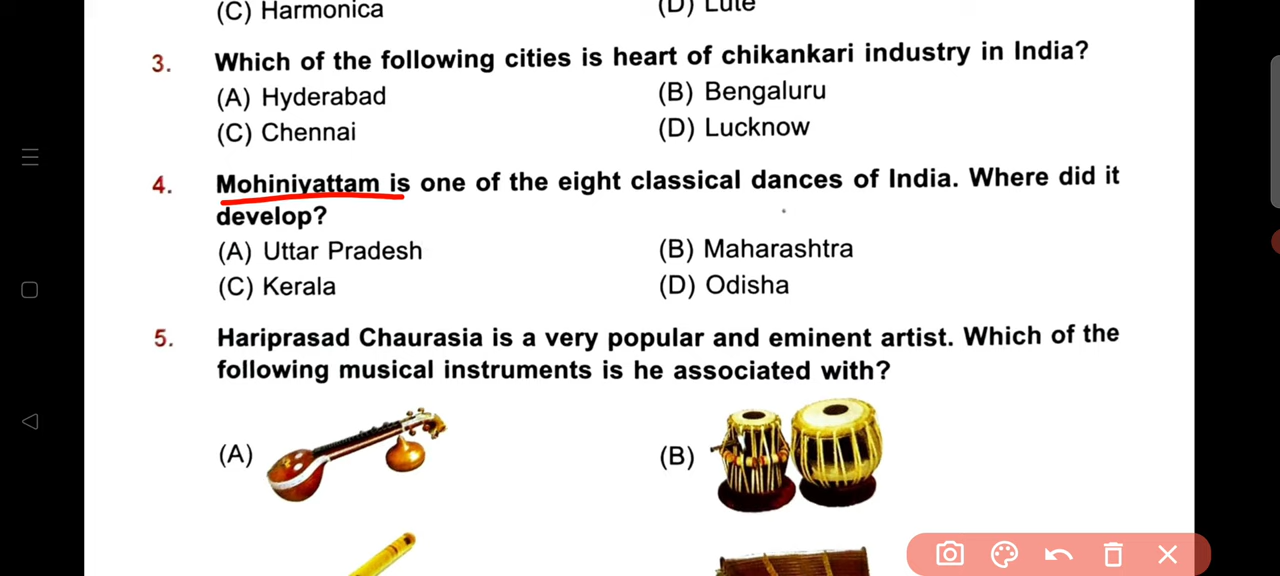 (C) Harmonica (D) Lute
3. Which of the following cities is heart of chikankari industry in India?
(A) Hyderabad (B) Bengaluru
(C) Chennai (D) Lucknow
4. Mohiniyattam is one of the eight classical dances of India. Where did it
develop?
(A) Uttar Pradesh (B) Maharashtra
(C) Kerala (D) Odisha
5. Hariprasad Chaurasia is a very popular and eminent artist. Which of the
following musical instruments is he associated with?
(A) (B)